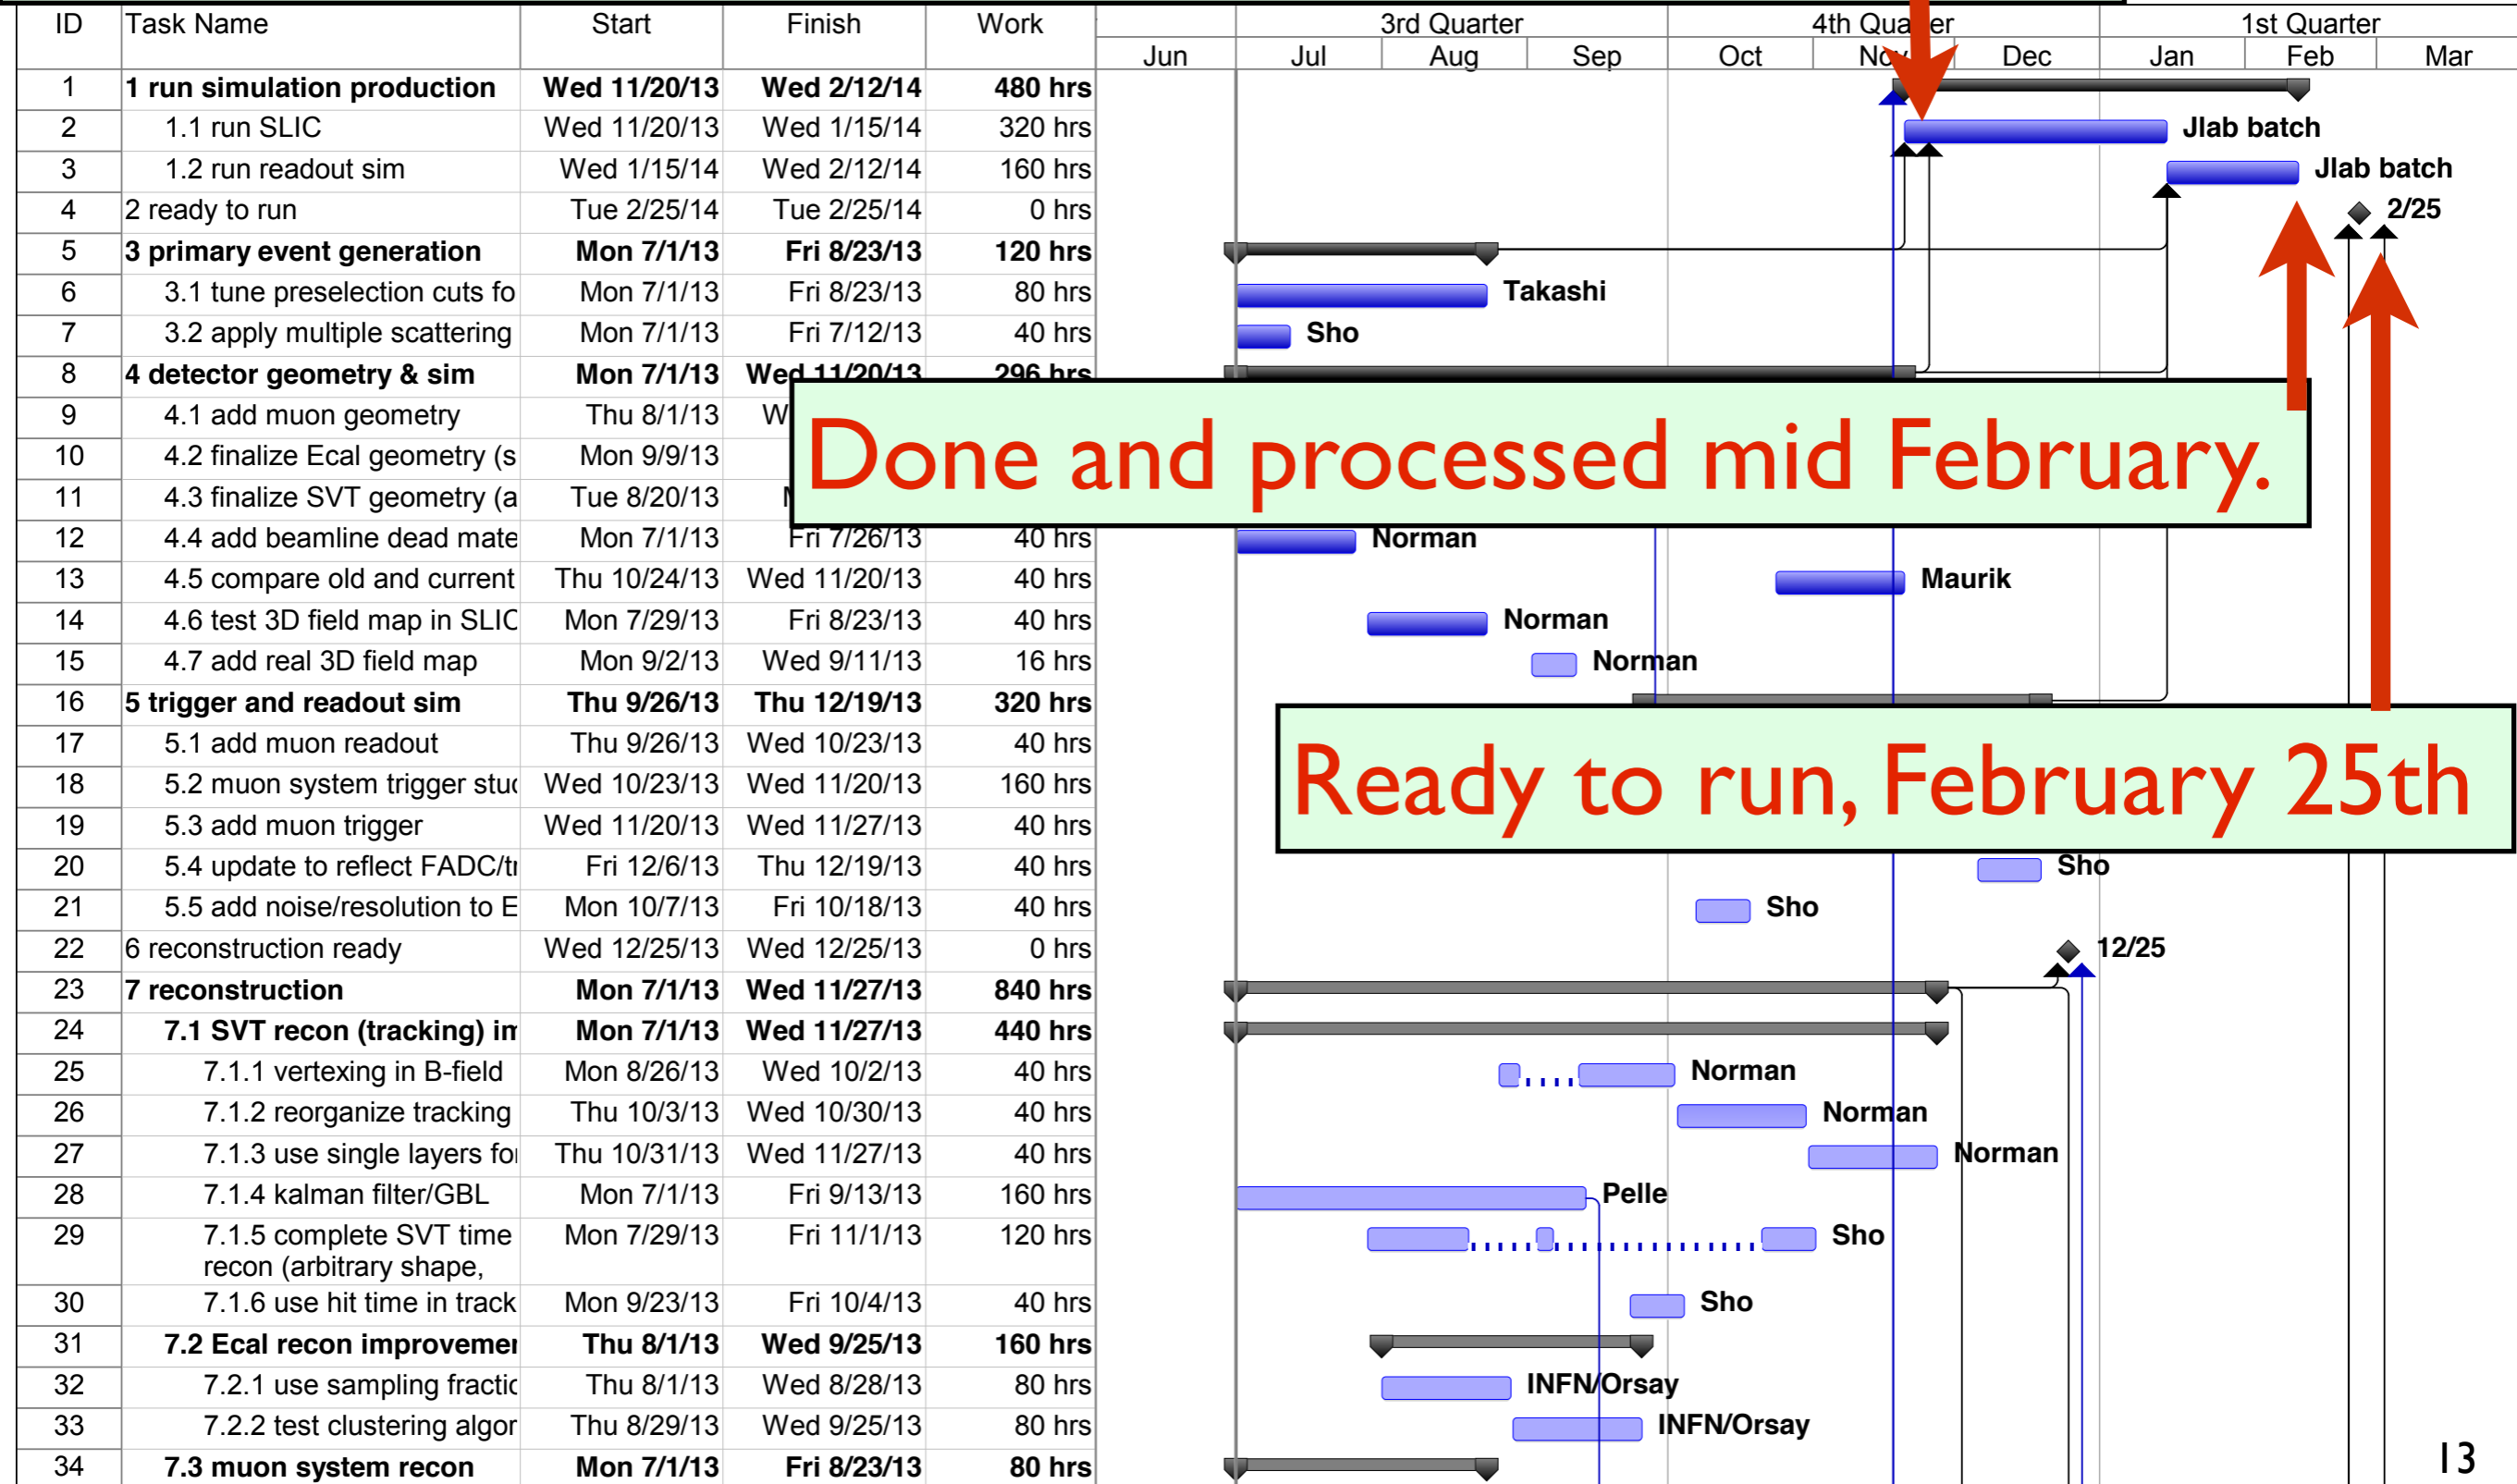 ID Task Name Start Finish Work 3rd Quarter 4th Quarter 1st Quarter
Jun Jul Aug Sep Oct Nov Dec Jan Feb Mar
1 1 run simulation production Wed 11/20/13 Wed 2/12/14 480 hrs
2 1.1 run SLIC Wed 11/20/13 Wed 1/15/14 320 hrs Jlab batch
3 1.2 run readout sim Wed 1/15/14 Wed 2/12/14 160 hrs Jlab batch
4 2 ready to run Tue 2/25/14 Tue 2/25/14 0 hrs 2/25
5 3 primary event generation Mon 7/1/13 Fri 8/23/13 120 hrs
6 3.1 tune preselection cuts fo Mon 7/1/13 Fri 8/23/13 80 hrs Takashi
7 3.2 apply multiple scattering Mon 7/1/13 Fri 7/12/13 40 hrs Sho
8 4 detector geometry & sim Mon 7/1/13 Wed 11/20/13 296 hrs
9 4.1 add muon geometry Thu 8/1/13 W
10 4.2 finalize Ecal geometry (s Mon 9/9/13
Done and processed mid February.
11 4.3 finalize SVT geometry (a Tue 8/20/13
12 4.4 add beamline dead mate Mon 7/1/13 Fri 7/26/13 40 hrs Norman
13 4.5 compare old and current Thu 10/24/13 Wed 11/20/13 40 hrs Maurik
14 4.6 test 3D field map in SLIC Mon 7/29/13 Fri 8/23/13 40 hrs Norman
15 4.7 add real 3D field map Mon 9/2/13 Wed 9/11/13 16 hrs Norman
16 5 trigger and readout sim Thu 9/26/13 Thu 12/19/13 320 hrs
17 5.1 add muon readout Thu 9/26/13 Wed 10/23/13 40 hrs
18 5.2 muon system trigger stud Wed 10/23/13 Wed 11/20/13 160 hrs
Ready to run, February 25th
19 5.3 add muon trigger Wed 11/20/13 Wed 11/27/13 40 hrs
20 5.4 update to reflect FADC/tr Fri 12/6/13 Thu 12/19/13 40 hrs Sho
21 5.5 add noise/resolution to E Mon 10/7/13 Fri 10/18/13 40 hrs Sho
22 6 reconstruction ready Wed 12/25/13 Wed 12/25/13 0 hrs 12/25
23 7 reconstruction Mon 7/1/13 Wed 11/27/13 840 hrs
24 7.1 SVT recon (tracking) im Mon 7/1/13 Wed 11/27/13 440 hrs
25 7.1.1 vertexing in B-field Mon 8/26/13 Wed 10/2/13 40 hrs Norman
26 7.1.2 reorganize tracking Thu 10/3/13 Wed 10/30/13 40 hrs Norman
27 7.1.3 use single layers for Thu 10/31/13 Wed 11/27/13 40 hrs Norman
28 7.1.4 kalman filter/GBL Mon 7/1/13 Fri 9/13/13 160 hrs Pelle
29 7.1.5 complete SVT time Mon 7/29/13 Fri 11/1/13 120 hrs Sho
recon (arbitrary shape,
30 7.1.6 use hit time in track Mon 9/23/13 Fri 10/4/13 40 hrs Sho
31 7.2 Ecal recon improvemer Thu 8/1/13 Wed 9/25/13 160 hrs
32 7.2.1 use sampling fractic Thu 8/1/13 Wed 8/28/13 80 hrs INFN/Orsay
33 7.2.2 test clustering algor Thu 8/29/13 Wed 9/25/13 80 hrs INFN/Orsay
34 7.3 muon system recon Mon 7/1/13 Fri 8/23/13 80 hrs
13